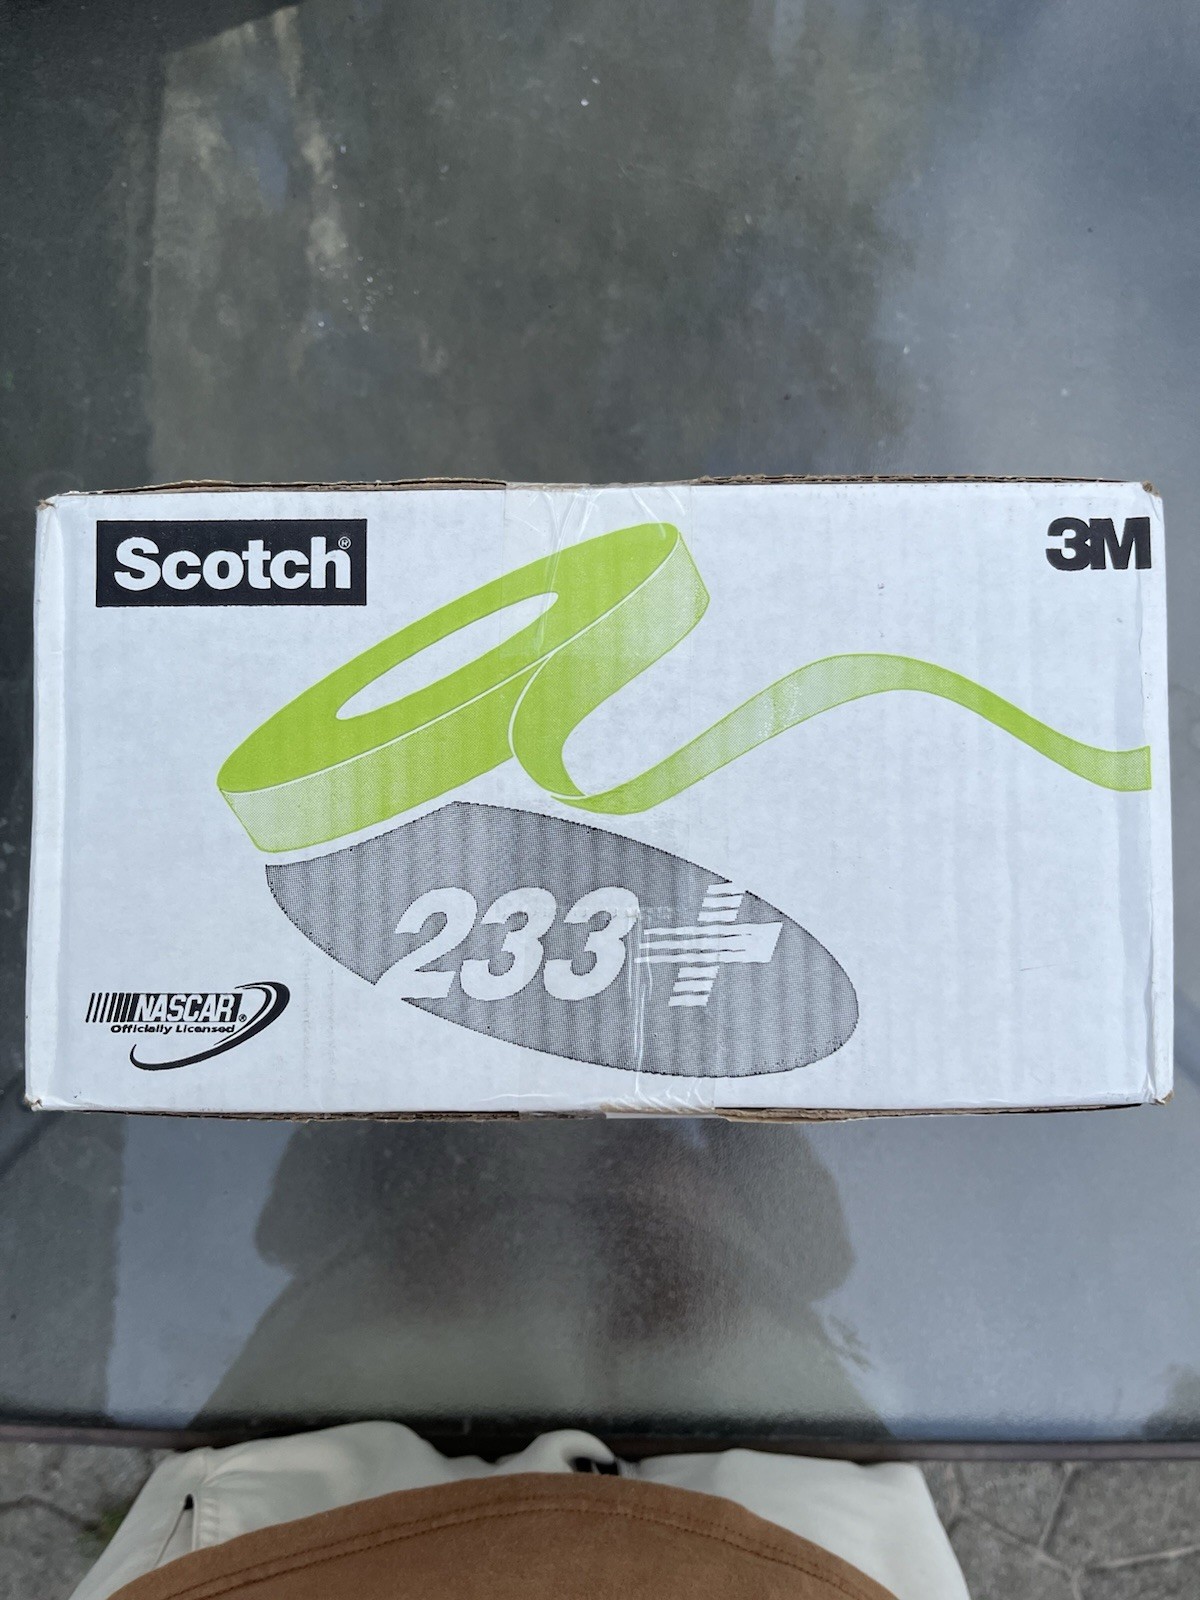 Scotch®
3M
233+
NASCAR®
Officially Licensed